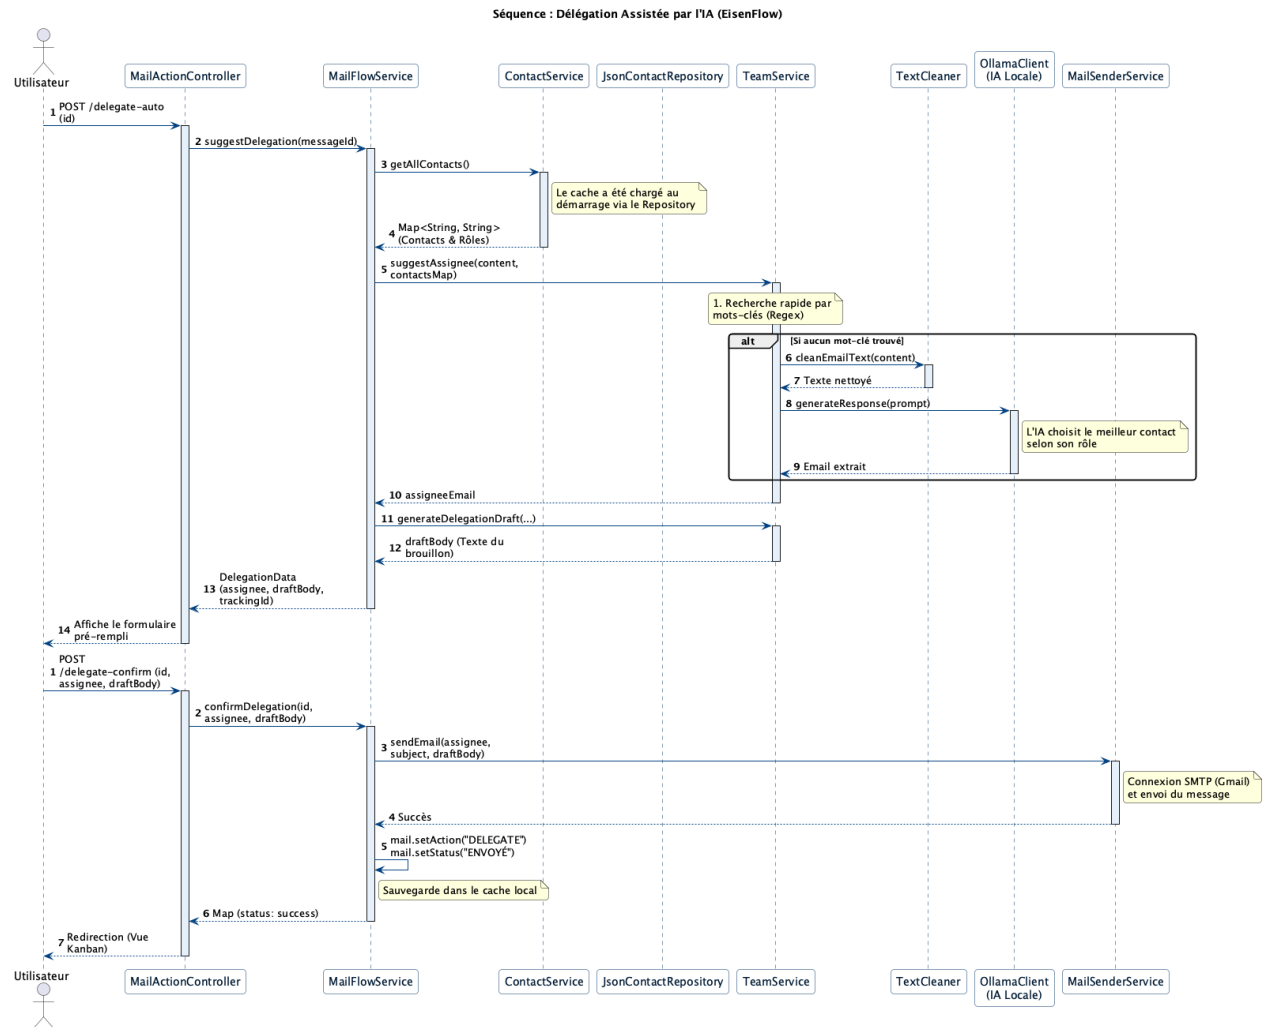 Séquence : Délégation Assistée par l'IA (EisenFlow)
Utilisateur
MailActionController
MailFlowService
ContactService
JsonContactRepository
TeamService
TextCleaner
OllamaClient
(IA Locale)
MailSenderService
1 POST /delegate-auto
(id)
2 suggestDelegation(messageId)
3 getAllContacts()
Le cache a été chargé au
démarrage via le Repository
4 Map<String, String>
(Contacts & Rôles)
5 suggestAssignee(content,
contactsMap)
1. Recherche rapide par
mots-clés (Regex)
alt [Si aucun mot-clé trouvé]
6 cleanEmailText(content)
7 Texte nettoyé
8 generateResponse(prompt)
L'IA choisit le meilleur contact
selon son rôle
9 Email extrait
10 assigneeEmail
11 generateDelegationDraft(...)
12 draftBody (Texte du
brouillon)
DelegationData
13 (assignee, draftBody,
trackingId)
14 Affiche le formulaire
pré-rempli
POST
1 /delegate-confirm (id,
assignee, draftBody)
2 confirmDelegation(id,
assignee, draftBody)
3 sendEmail(assignee,
subject, draftBody)
Connexion SMTP (Gmail)
et envoi du message
4 Succès
5 mail.setAction("DELEGATE")
mail.setStatus("ENVOYÉ")
Sauvegarde dans le cache local
6 Map (status: success)
7 Redirection (Vue
Kanban)
Utilisateur
MailActionController
MailFlowService
ContactService
JsonContactRepository
TeamService
TextCleaner
OllamaClient
(IA Locale)
MailSenderService